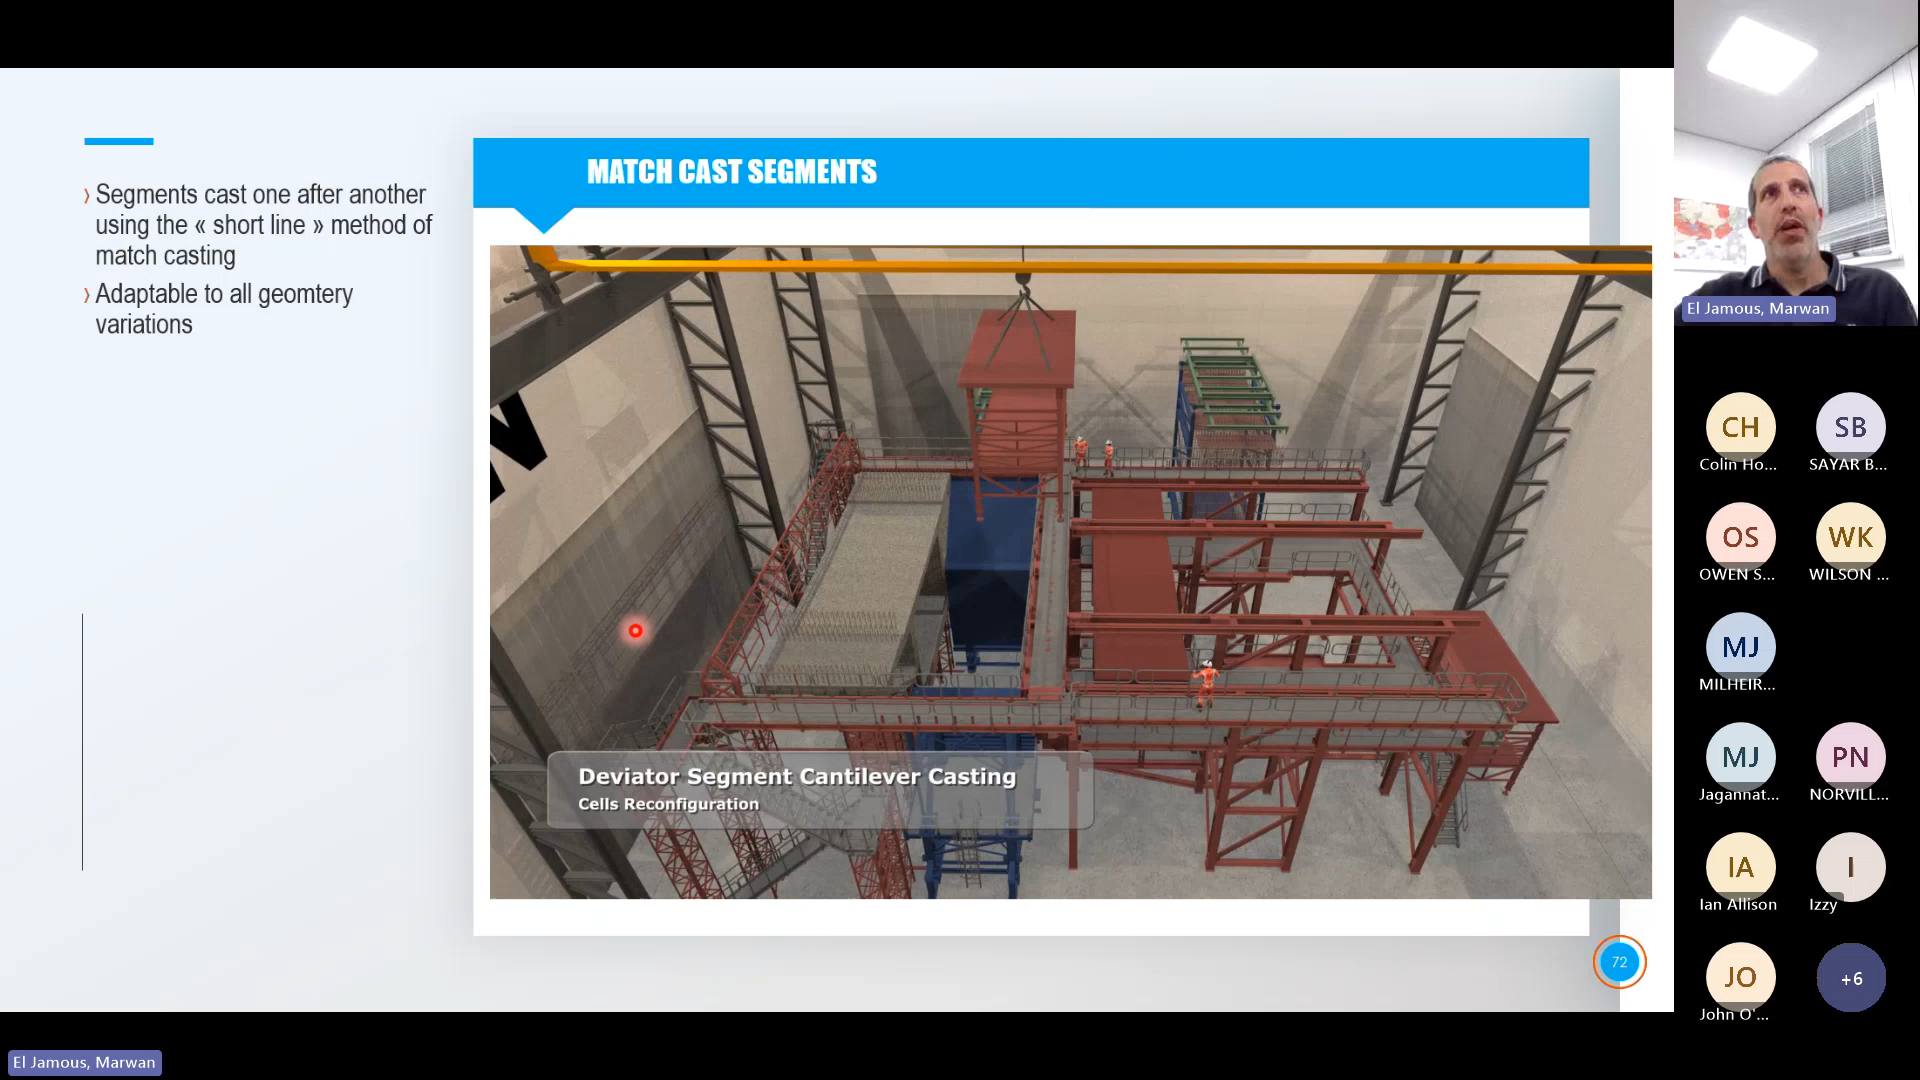 › Segments cast one after another
using the « short line » method of
match casting
› Adaptable to all geomtery
variations
MATCH CAST SEGMENTS
N
Deviator Segment Cantilever Casting
Cells Reconfiguration
72
El Jamous, Marwan
CH
Colin Ho...
SB
SAYAR B...
OS
OWEN S...
WK
WILSON ...
MJ
MILHEIR...
MJ
Jagannat...
PN
NORVILL...
IA
Ian Allison
I
Izzy
JO
John O'...
+6
El Jamous, Marwan